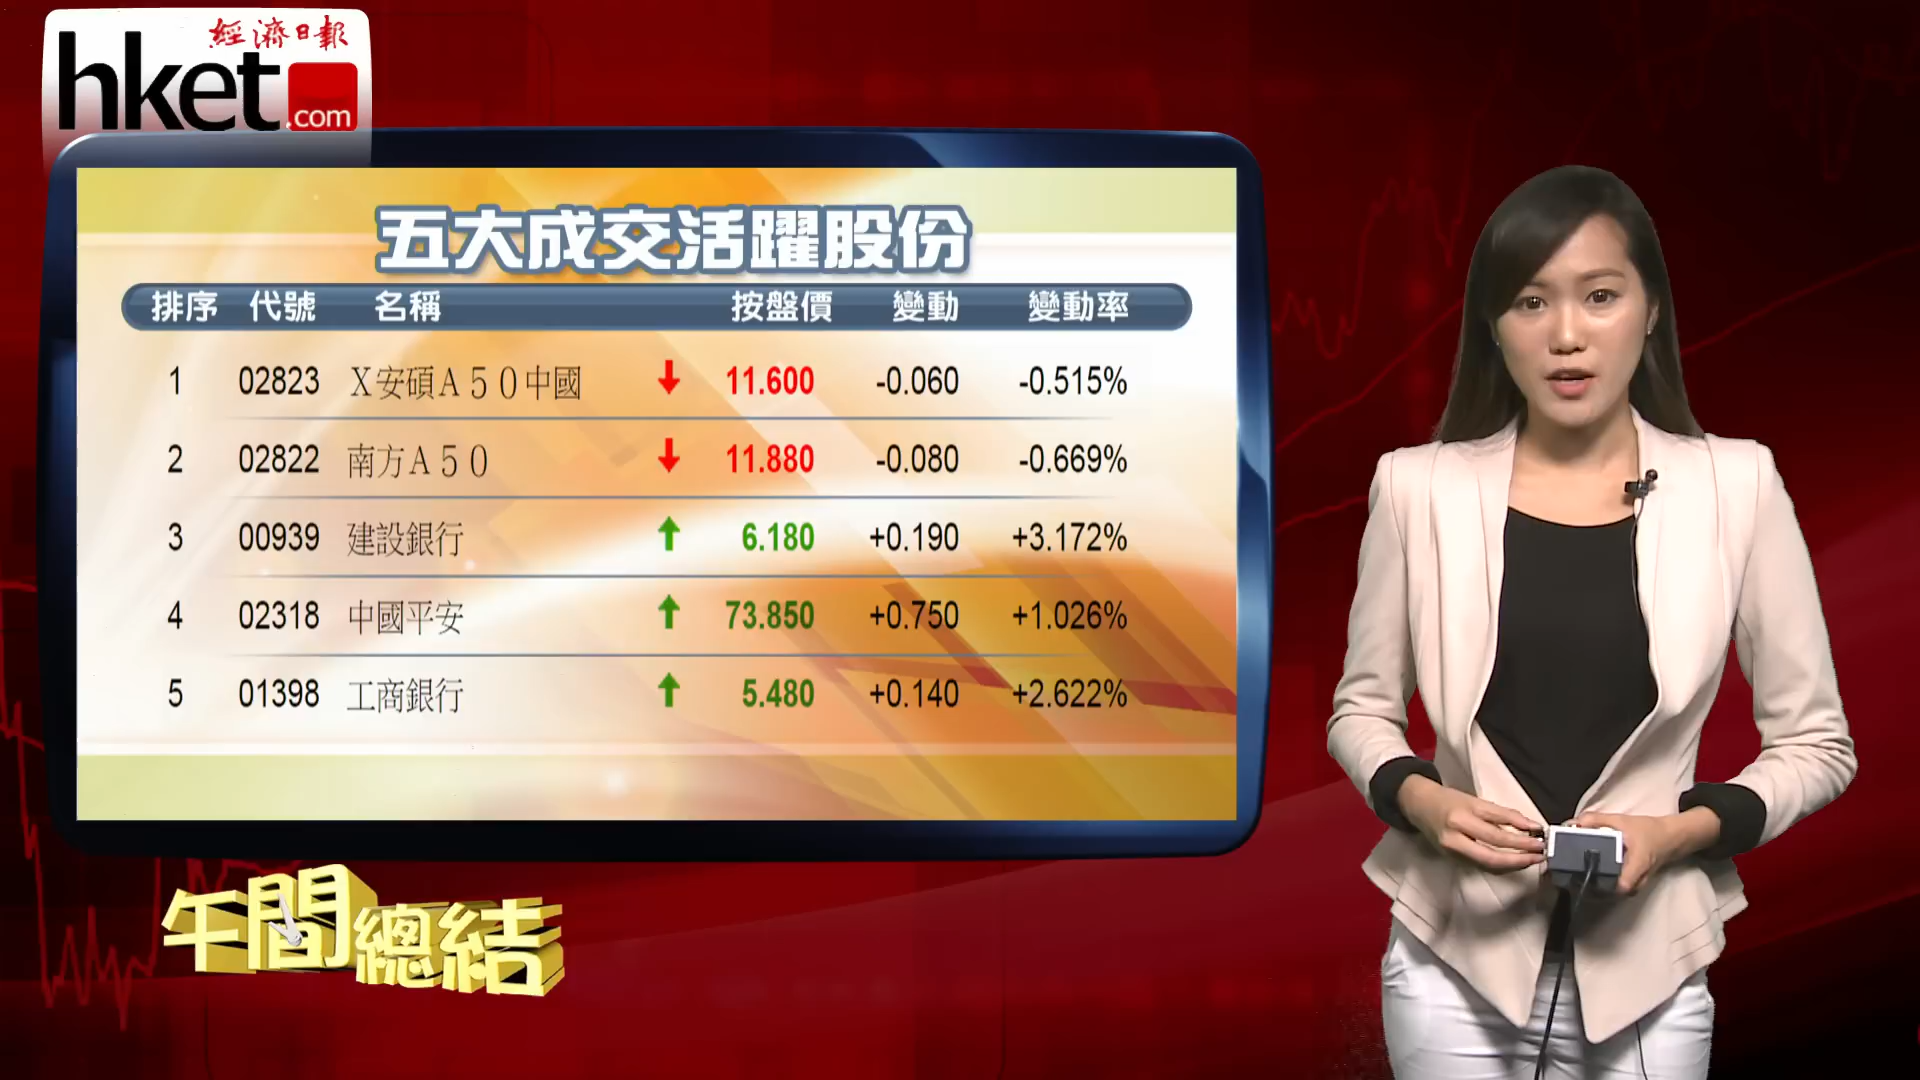 經濟日報
hket.com
五大成交活躍股份
排序 代號 名稱 按盤價 變動 變動率
1 02823 X安碩A50中國 ↓ 11.600 -0.060 -0.515%
2 02822 南方A50 ↓ 11.880 -0.080 -0.669%
3 00939 建設銀行 ↑ 6.180 +0.190 +3.172%
4 02318 中國平安 ↑ 73.850 +0.750 +1.026%
5 01398 工商銀行 ↑ 5.480 +0.140 +2.622%
午間總結